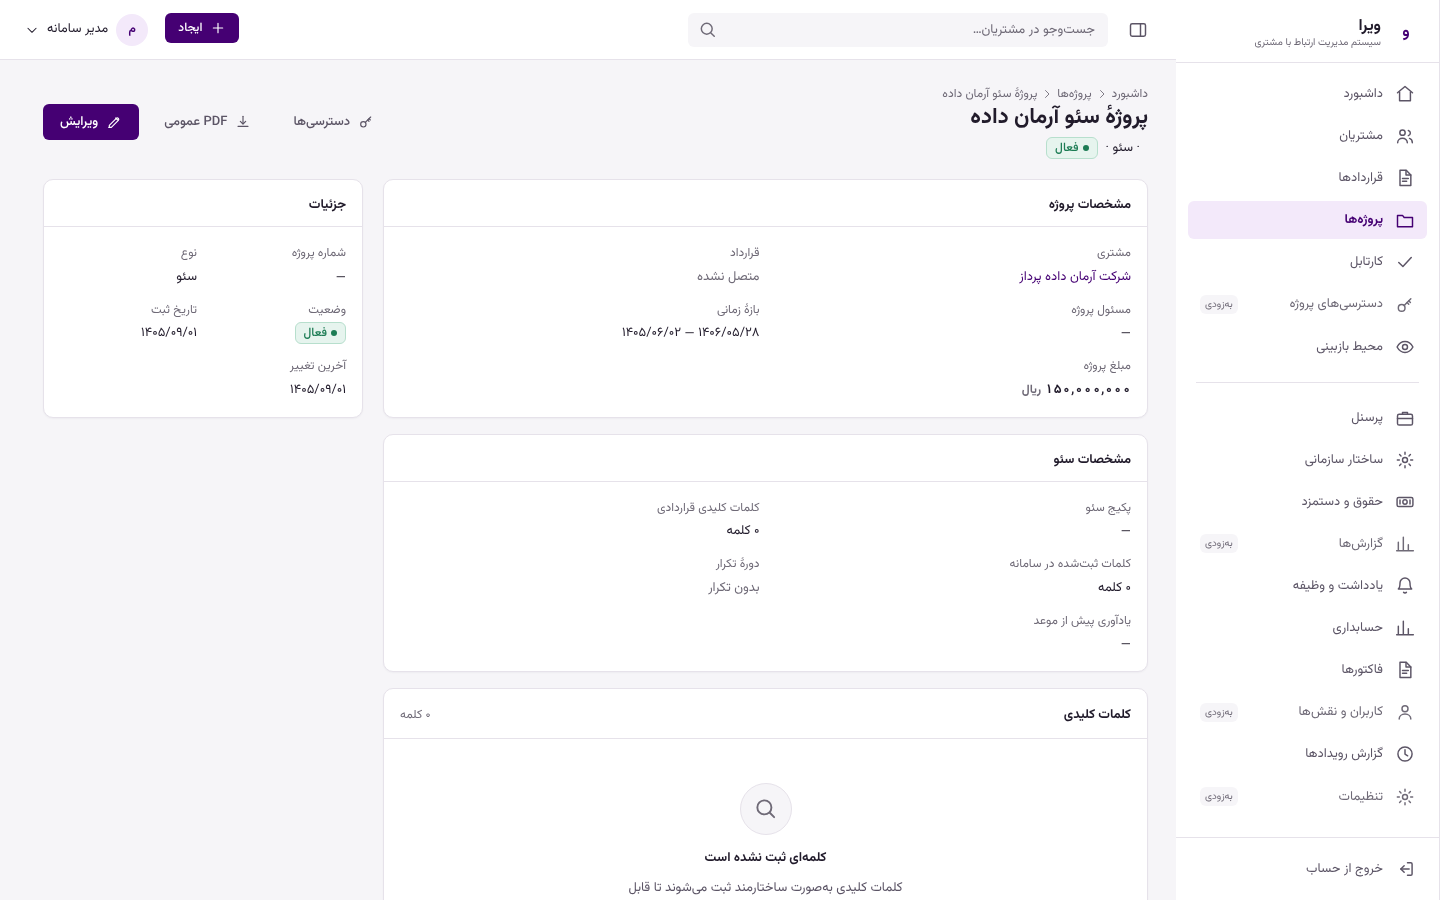 و
ویرا
سیستم مدیریت ارتباط با مشتری
داشبورد
مشتریان
قراردادها
پروژه‌ها
کارتابل
دسترسی‌های پروژه
به‌زودی
محیط بازبینی
پرسنل
ساختار سازمانی
حقوق و دستمزد
گزارش‌ها
به‌زودی
یادداشت و وظیفه
حسابداری
فاکتورها
کاربران و نقش‌ها
به‌زودی
گزارش رویدادها
تنظیمات
به‌زودی
خروج از حساب
جست‌وجو در مشتریان...
ایجاد
م
مدیر سامانه
داشبورد
پروژه‌ها
پروژهٔ سئو آرمان داده
پروژهٔ سئو آرمان داده
· سئو ·
فعال
دسترسی‌ها
PDF عمومی
ویرایش
مشخصات پروژه
مشتری
قرارداد
شرکت آرمان داده پرداز
متصل نشده
مسئول پروژه
بازهٔ زمانی
—
۱۴۰۵/۰۶/۰۲ — ۱۴۰۶/۰۵/۲۸
مبلغ پروژه
۱۵۰,۰۰۰,۰۰۰ ریال
جزئیات
شماره پروژه
نوع
—
سئو
وضعیت
تاریخ ثبت
فعال
۱۴۰۵/۰۹/۰۱
آخرین تغییر
۱۴۰۵/۰۹/۰۱
مشخصات سئو
پکیج سئو
کلمات کلیدی قراردادی
—
۰ کلمه
کلمات ثبت‌شده در سامانه
دورهٔ تکرار
۰ کلمه
بدون تکرار
یادآوری پیش از موعد
—
کلمات کلیدی
۰ کلمه
کلمه‌ای ثبت نشده است
کلمات کلیدی به‌صورت ساختارمند ثبت می‌شوند تا قابل